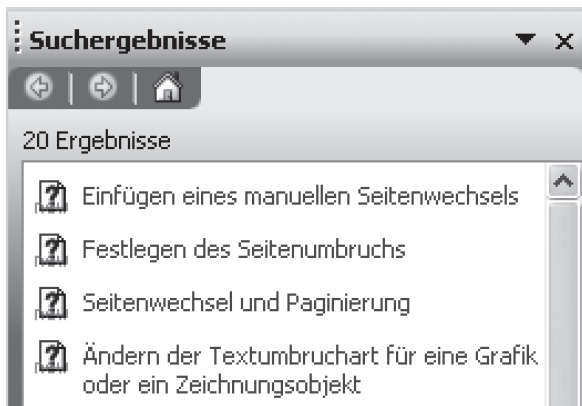 Suchergebnisse
20 Ergebnisse
Einfügen eines manuellen Seitenwechsels
Festlegen des Seitenumbruchs
Seitenwechsel und Paginierung
Ändern der Textumbruchart für eine Grafik
oder ein Zeichnungsobjekt